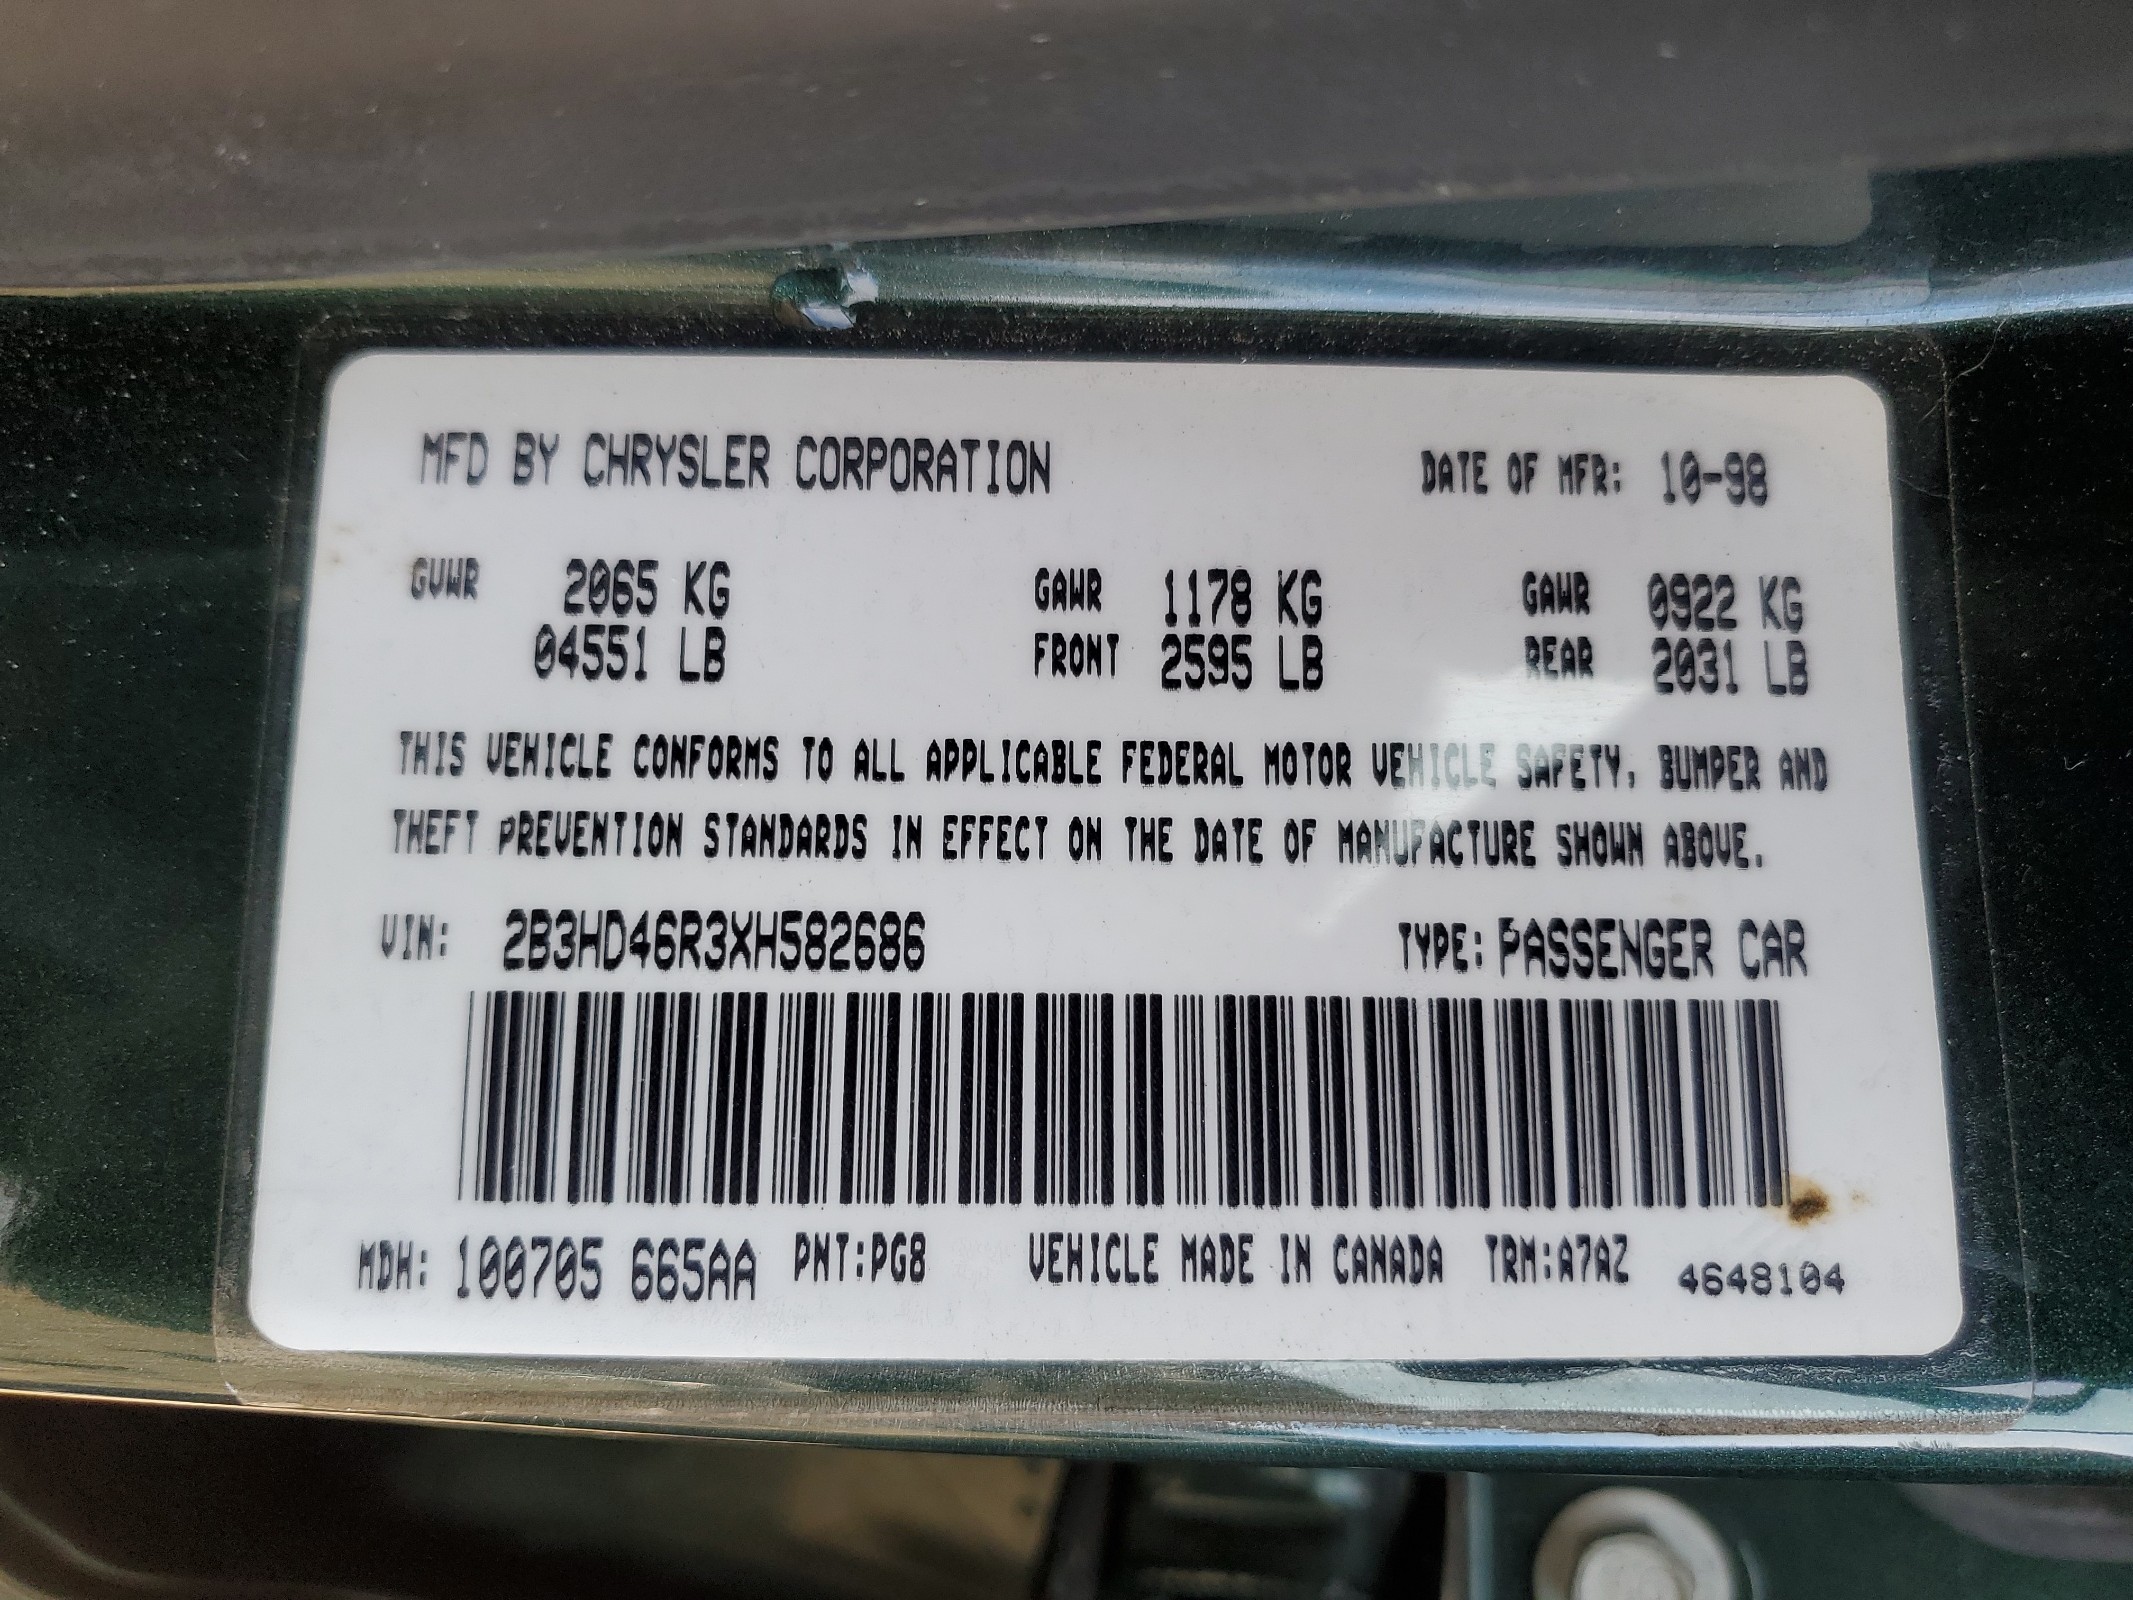 MFD BY CHRYSLER CORPORATION DATE OF MFR: 10-98
GVWR 2065 KG GAWR 1178 KG GAWR 0922 KG
04551 LB FRONT 2595 LB REAR 2031 LB
THIS VEHICLE CONFORMS TO ALL APPLICABLE FEDERAL MOTOR VEHICLE SAFETY, BUMPER AND
THEFT PREVENTION STANDARDS IN EFFECT ON THE DATE OF MANUFACTURE SHOWN ABOVE.
VIN: 2B3HD46R3XH582686 TYPE: PASSENGER CAR
MDH: 100705 665AA PNT:PG8 VEHICLE MADE IN CANADA TRM:A7AZ 4648104